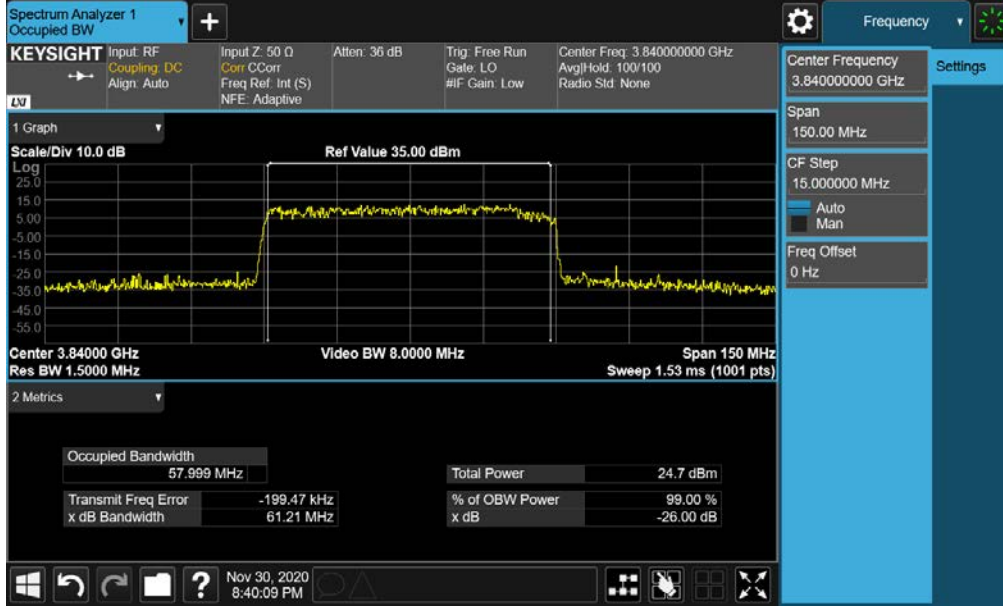 Spectrum Analyzer 1
Occupied BW
+
Frequency
KEYSIGHT
LXI
Input: RF
Coupling: DC
Align: Auto
Input Z: 50 Ω
Corr CCorr
Freq Ref: Int (S)
NFE: Adaptive
Atten: 36 dB
Trig: Free Run
Gate: LO
#IF Gain: Low
Center Freq: 3.840000000 GHz
Avg|Hold: 100/100
Radio Std: None
1 Graph
Scale/Div 10.0 dB
Ref Value 35.00 dBm
Log
25.0
15.0
5.00
-5.00
-15.0
-25.0
-35.0
-45.0
-55.0
Center 3.84000 GHz
Video BW 8.0000 MHz
Span 150 MHz
Res BW 1.5000 MHz
Sweep 1.53 ms (1001 pts)
2 Metrics
Occupied Bandwidth
57.999 MHz
Total Power 24.7 dBm
Transmit Freq Error -199.47 kHz
% of OBW Power 99.00 %
x dB Bandwidth 61.21 MHz
x dB -26.00 dB
Center Frequency
3.840000000 GHz
Span
150.00 MHz
CF Step
15.000000 MHz
Auto
Man
Freq Offset
0 Hz
Settings
?
Nov 30, 2020
8:40:09 PM